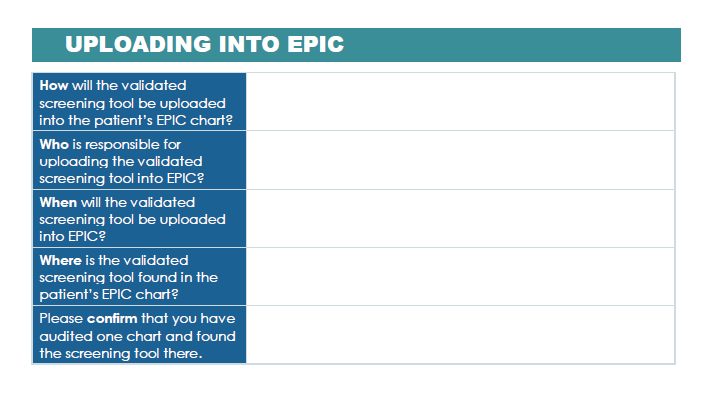 UPLOADING INTO EPIC
How will the validated
screening tool be uploaded
into the patient's EPIC chart?
Who is responsible for
uploading the validated
screening tool into EPIC?
When will the validated
screening tool be uploaded
into EPIC?
Where is the validated
screening tool found in the
patient's EPIC chart?
Please confirm that you have
audited one chart and found
the screening tool there.